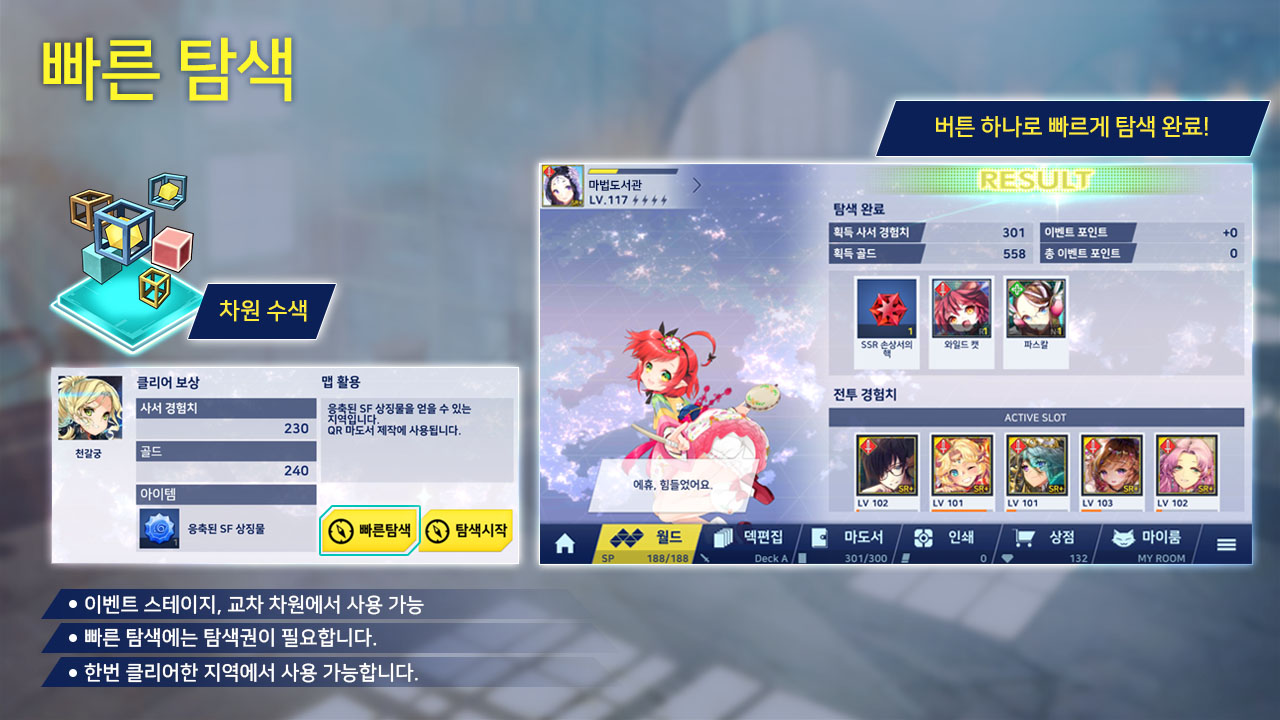 빠른 탐색
버튼 하나로 빠르게 탐색 완료!
차원 수색
클리어 보상
맵 활용
사서 경험치
230
골드
240
아이템
응축된 SF 상징물
1
천갈궁
응축된 SF 상징물을 얻을 수 있는
지역입니다.
QR 마도서 제작에 사용됩니다.
빠른탐색
탐색시작
마법도서관
LV.117
RESULT
탐색 완료
획득 사서 경험치 301
이벤트 포인트 +0
획득 골드 558
총 이벤트 포인트 0
1
SSR 손상서의
핵
R 1
와일드 캣
N 1
파스칼
전투 경험치
ACTIVE SLOT
SR+ SR+ SR+ SR+ SR+
LV 102 LV 101 LV 101 LV 103 LV 102
에휴, 힘들었어요.
월드 덱편집 마도서 인쇄 상점 마이룸
SP 188/188 Deck A 301/300 0 132 MY ROOM
• 이벤트 스테이지, 교차 차원에서 사용 가능
• 빠른 탐색에는 탐색권이 필요합니다.
• 한번 클리어한 지역에서 사용 가능합니다.